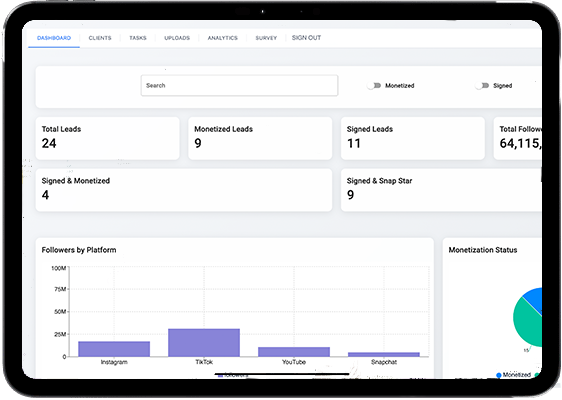 DASHBOARD CLIENTS TASKS UPLOADS ANALYTICS SURVEY SIGN OUT
Search Monetized Signed
Total Leads Monetized Leads Signed Leads Total Followe
24 9 11 64,115,
Signed & Monetized Signed & Snap Star
4 9
Followers by Platform Monetization Status
100M
75M
50M
25M
0
15
Instagram TikTok YouTube Snapchat
followers Monetized